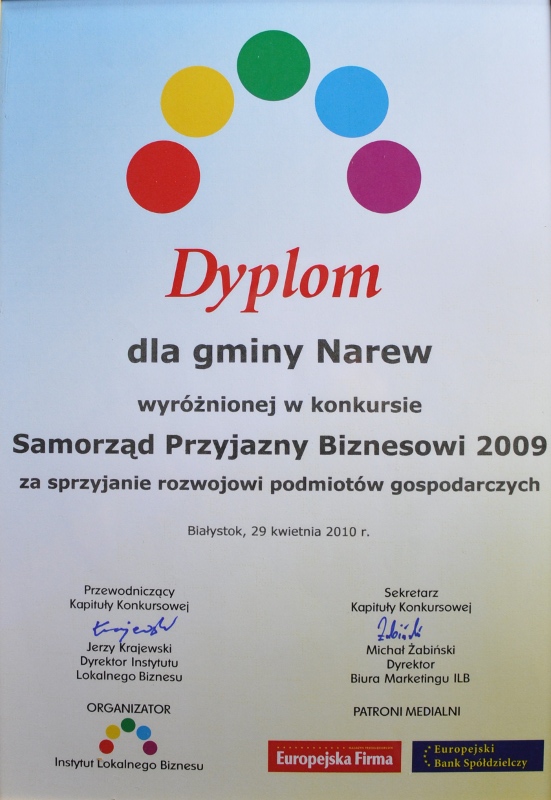 Dyplom
dla gminy Narew
wyróżnionej w konkursie
Samorząd Przyjazny Biznesowi 2009
za sprzyjanie rozwojowi podmiotów gospodarczych
Białystok, 29 kwietnia 2010 r.
Przewodniczący
Kapituły Konkursowej
Krajewski
Jerzy Krajewski
Dyrektor Instytutu
Lokalnego Biznesu
ORGANIZATOR
Instytut Lokalnego Biznesu
Sekretarz
Kapituły Konkursowej
Żabiński
Michał Żabiński
Dyrektor
Biura Marketingu ILB
PATRONI MEDIALNI
Europejska Firma
Europejski
Bank Spółdzielczy